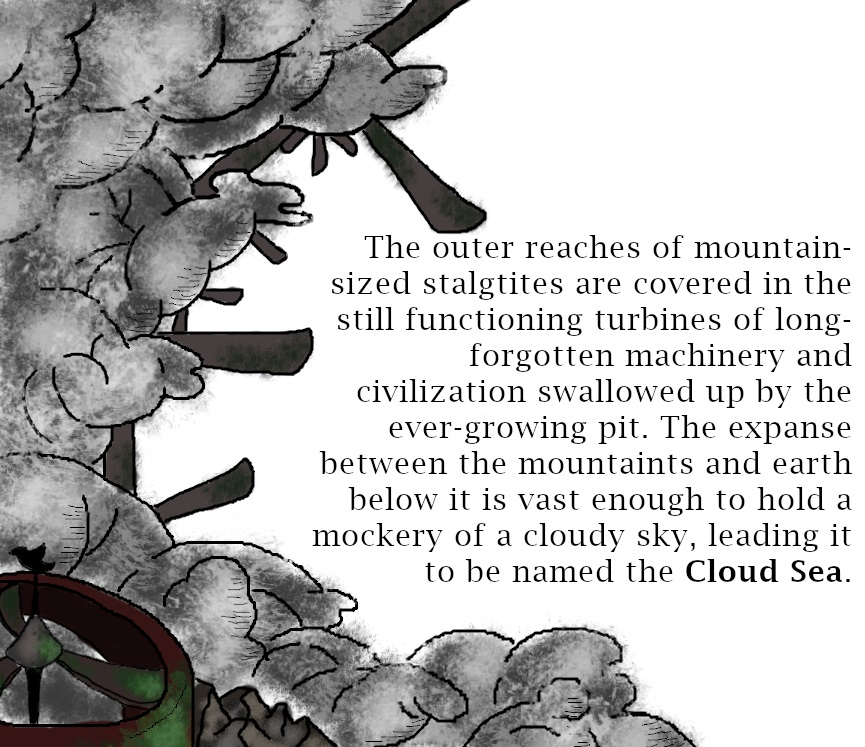 The outer reaches of mountain-
sized stalgtites are covered in the
still functioning turbines of long-
forgotten machinery and
civilization swallowed up by the
ever-growing pit. The expanse
between the mountaints and earth
below it is vast enough to hold a
mockery of a cloudy sky, leading it
to be named the Cloud Sea.